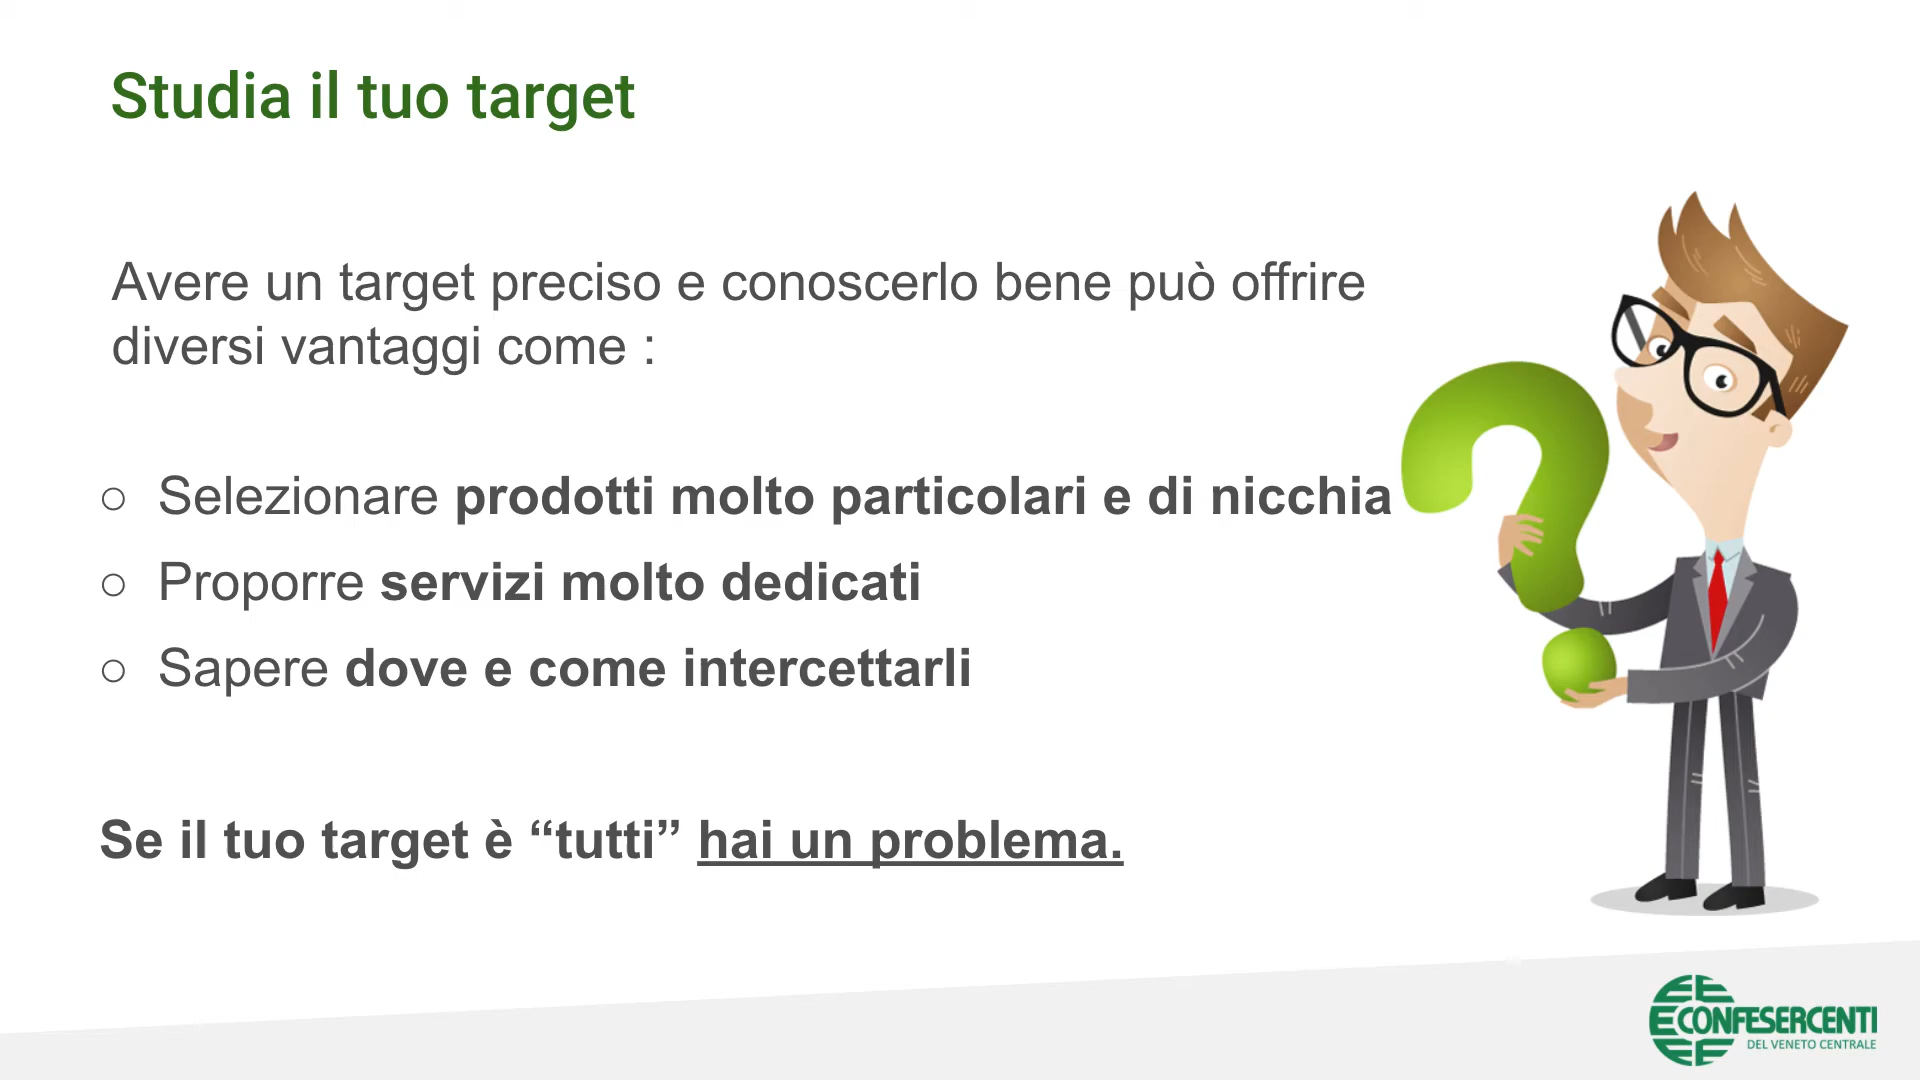 Studia il tuo target
Avere un target preciso e conoscerlo bene può offrire
diversi vantaggi come :
○ Selezionare prodotti molto particolari e di nicchia
○ Proporre servizi molto dedicati
○ Sapere dove e come intercettarli
Se il tuo target è “tutti” hai un problema.
CONFESERCENTI
DEL VENETO CENTRALE